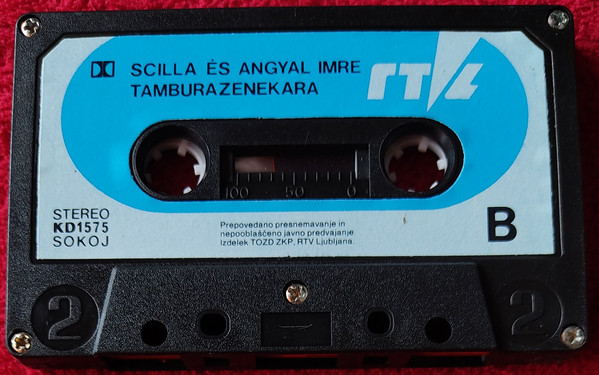 SCILLA ÉS ANGYAL IMRE
TAMBURAZENEKARA
RTVL
100 50 0
STEREO
KD1575
SOKOJ
Prepovedano presnemavanje in
nepooblaščeno javno predvajanje
Izdelek TOZD ZKP, RTV Ljubljana.
B
2 2